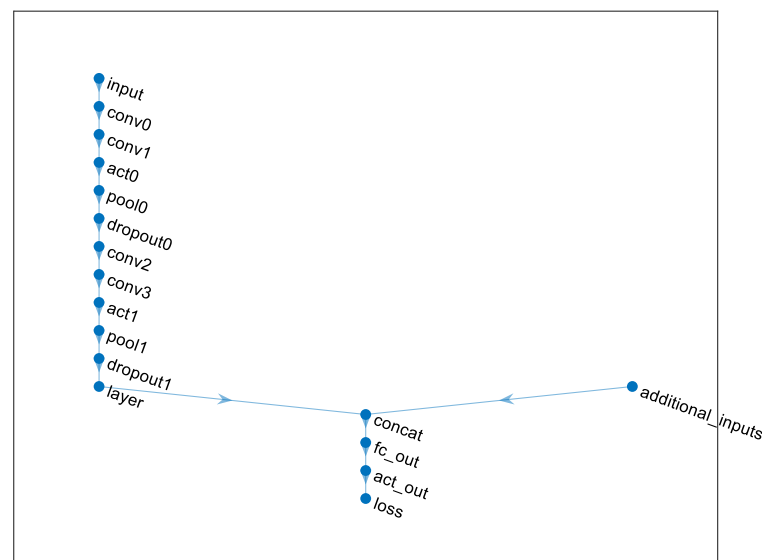 input
conv0
conv1
act0
pool0
dropout0
conv2
conv3
act1
pool1
dropout1
layer
additional_inputs
concat
fc_out
act_out
loss